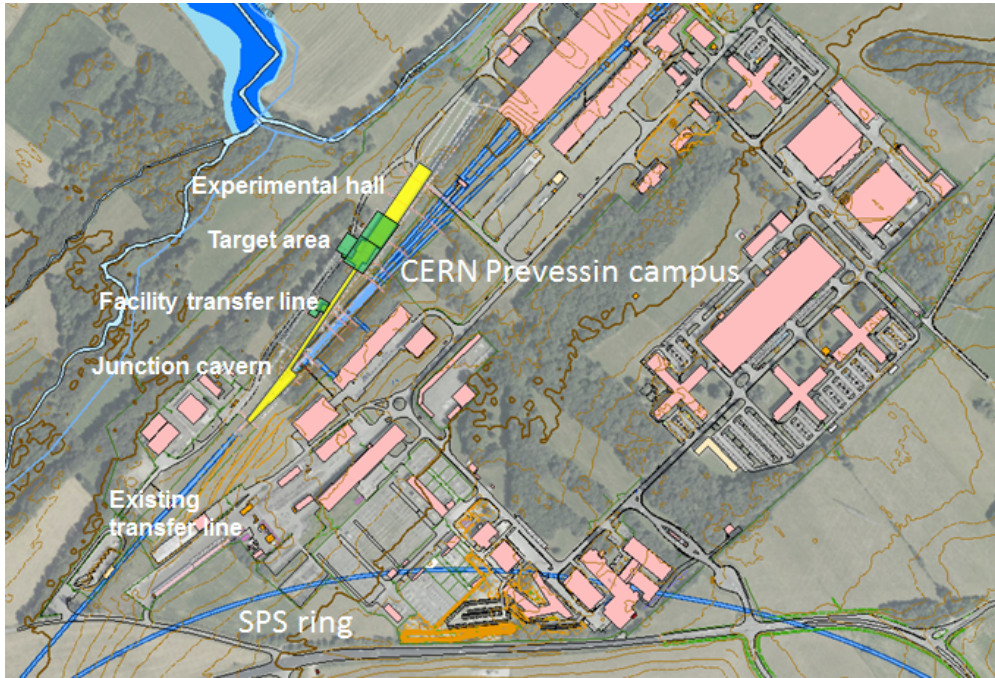 Experimental hall
Target area
CERN Prevessin campus
Facility transfer line
Junction cavern
Existing
transfer line
SPS ring